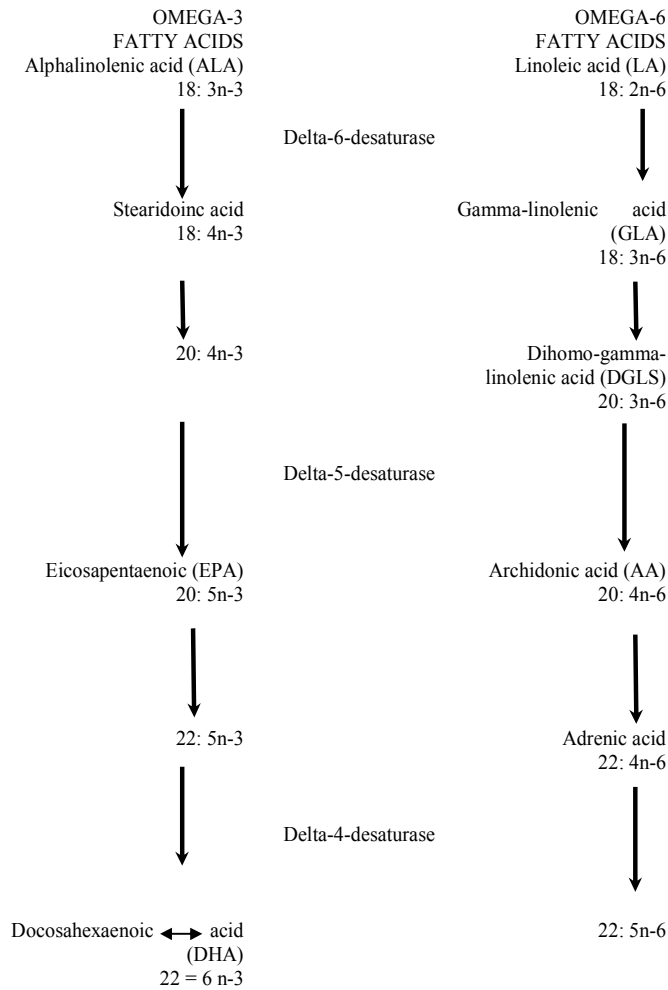 OMEGA-3
FATTY ACIDS
Alphalinolenic acid (ALA)
18: 3n-3
OMEGA-6
FATTY ACIDS
Linoleic acid (LA)
18: 2n-6
Delta-6-desaturase
Stearidoinc acid
18: 4n-3
Gamma-linolenic acid
(GLA)
18: 3n-6
20: 4n-3
Dihomo-gamma-
linolenic acid (DGLS)
20: 3n-6
Delta-5-desaturase
Eicosapentaenoic (EPA)
20: 5n-3
Archidonic acid (AA)
20: 4n-6
22: 5n-3
Adrenic acid
22: 4n-6
Delta-4-desaturase
Docosahexaenoic acid
(DHA)
22 = 6 n-3
22: 5n-6